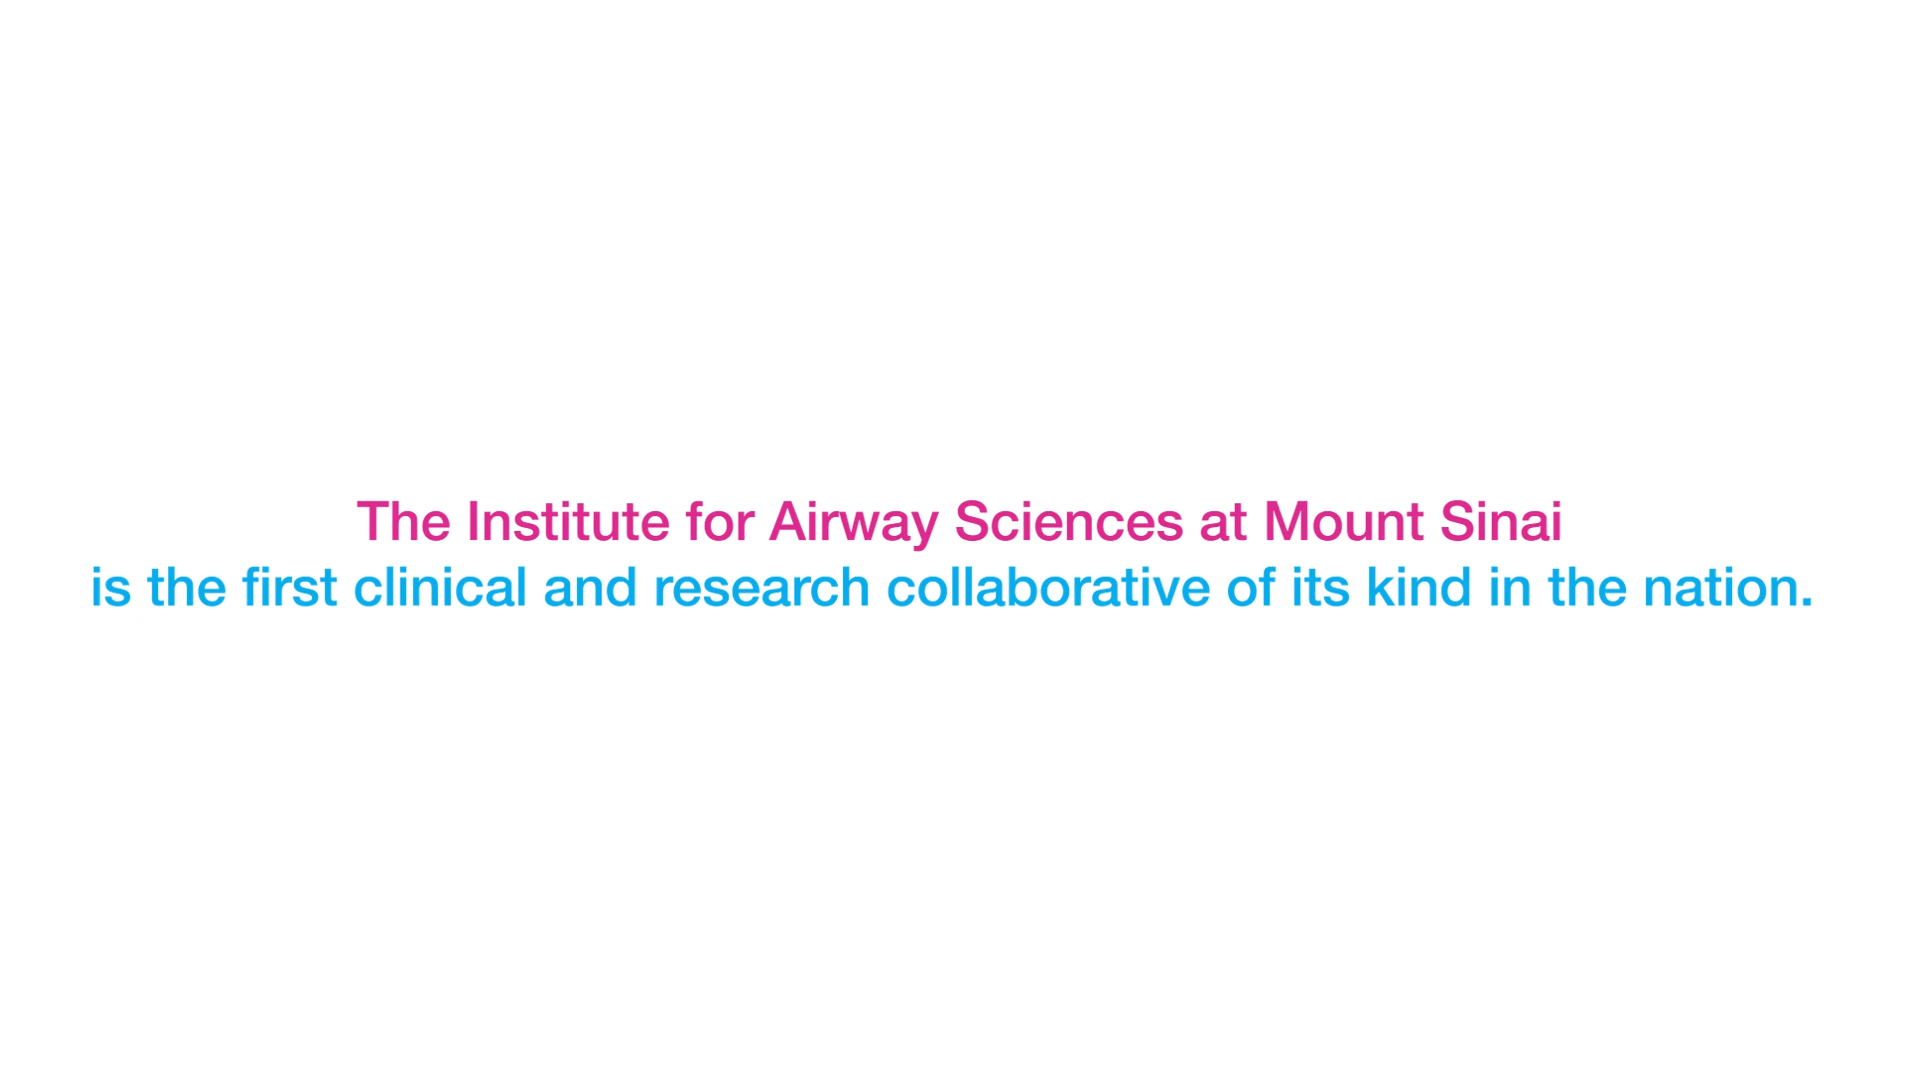 The Institute for Airway Sciences at Mount Sinai
is the first clinical and research collaborative of its kind in the nation.